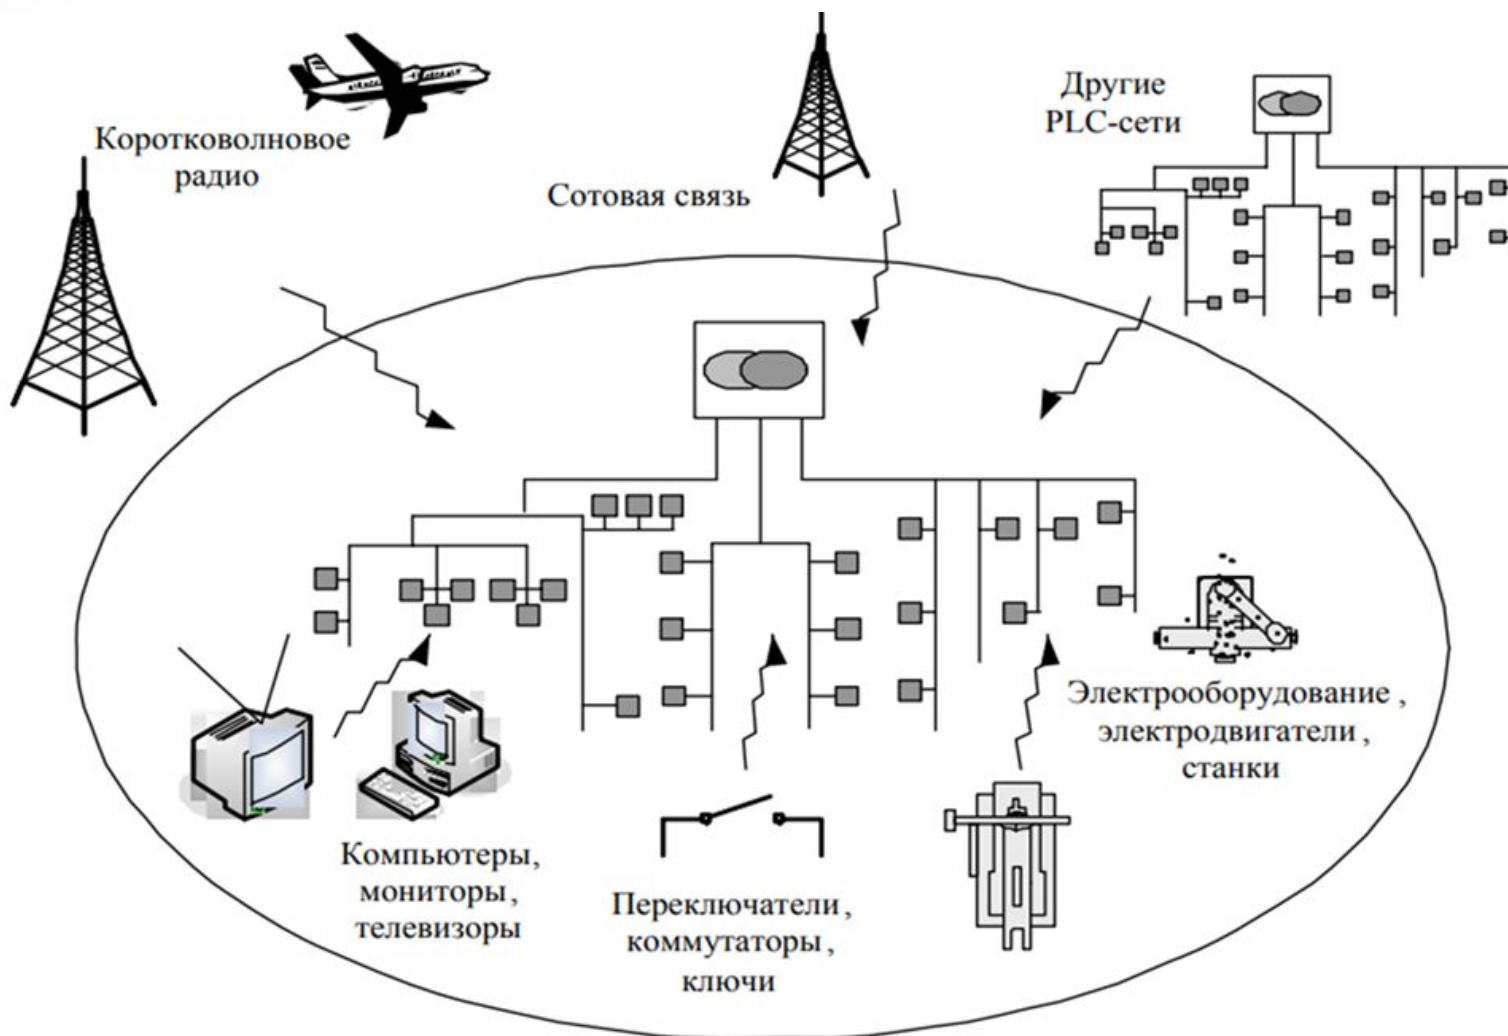 Коротковолновое
радио
Сотовая связь
Другие
PLC-сети
Компьютеры,
мониторы,
телевизоры
Переключатели,
коммутаторы,
ключи
Электрооборудование,
электродвигатели,
станки